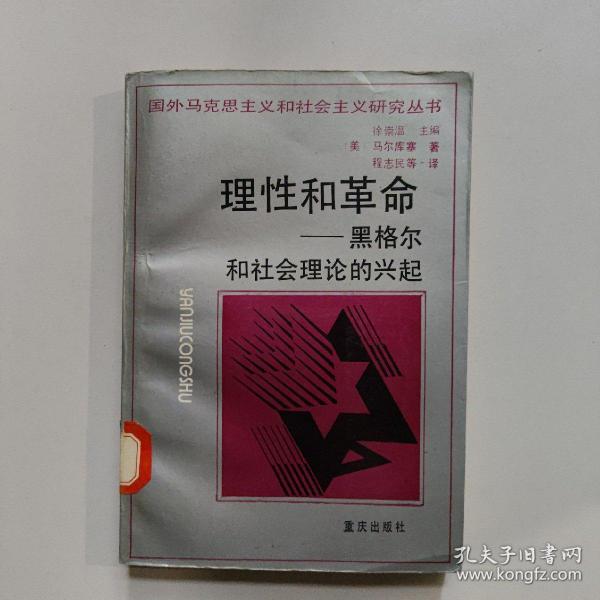 国外马克思主义和社会主义研究丛书
徐崇温 主编
〔美〕马尔库塞 著
程志民等·译
理性和革命
——黑格尔
和社会理论的兴起
YANJIUCONGSHU
重庆出版社
孔夫子旧书网
www.kongfz.com